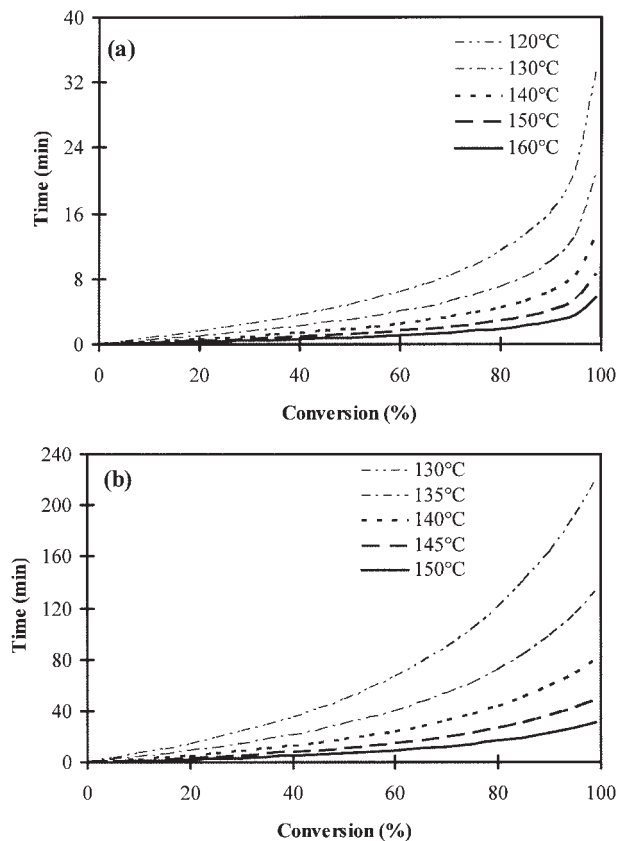 (a)
40
32
24
16
8
0
Time (min)
120°C
130°C
140°C
150°C
160°C
0 20 40 60 80 100
Conversion (%)
(b)
240
200
160
120
80
40
0
Time (min)
130°C
135°C
140°C
145°C
150°C
0 20 40 60 80 100
Conversion (%)